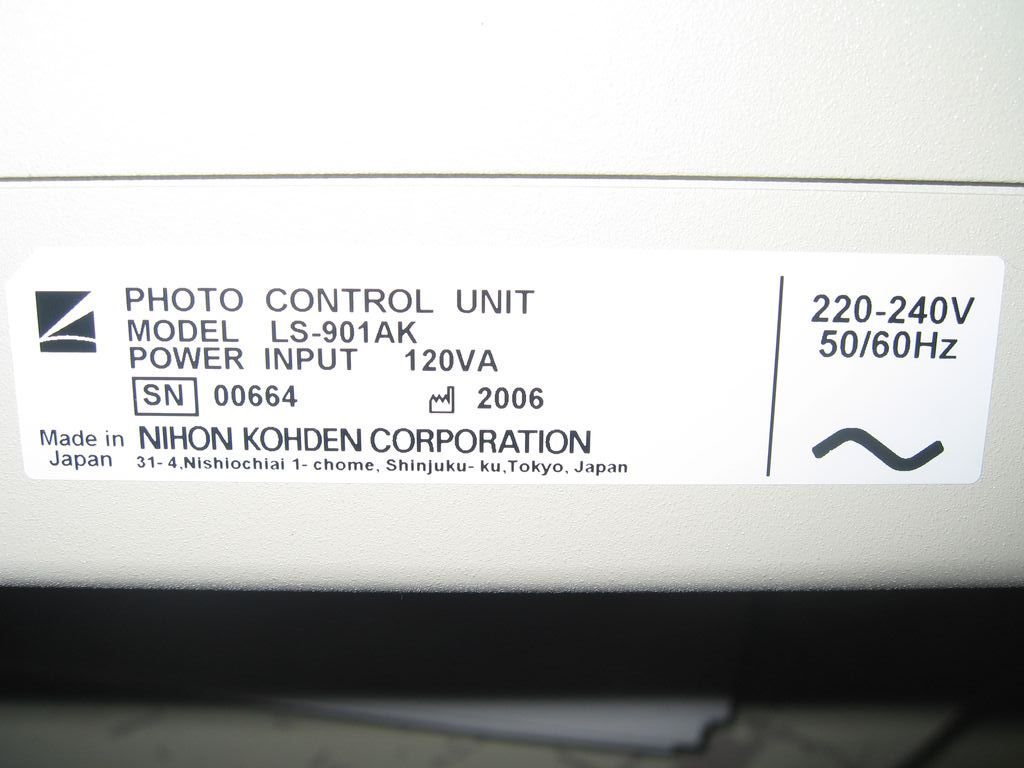 PHOTO CONTROL UNIT
MODEL LS-901AK
POWER INPUT 120VA
SN 00664 2006
Made in Japan
NIHON KOHDEN CORPORATION
31- 4,Nishiochiai 1- chome, Shinjuku- ku,Tokyo, Japan
220-240V
50/60Hz